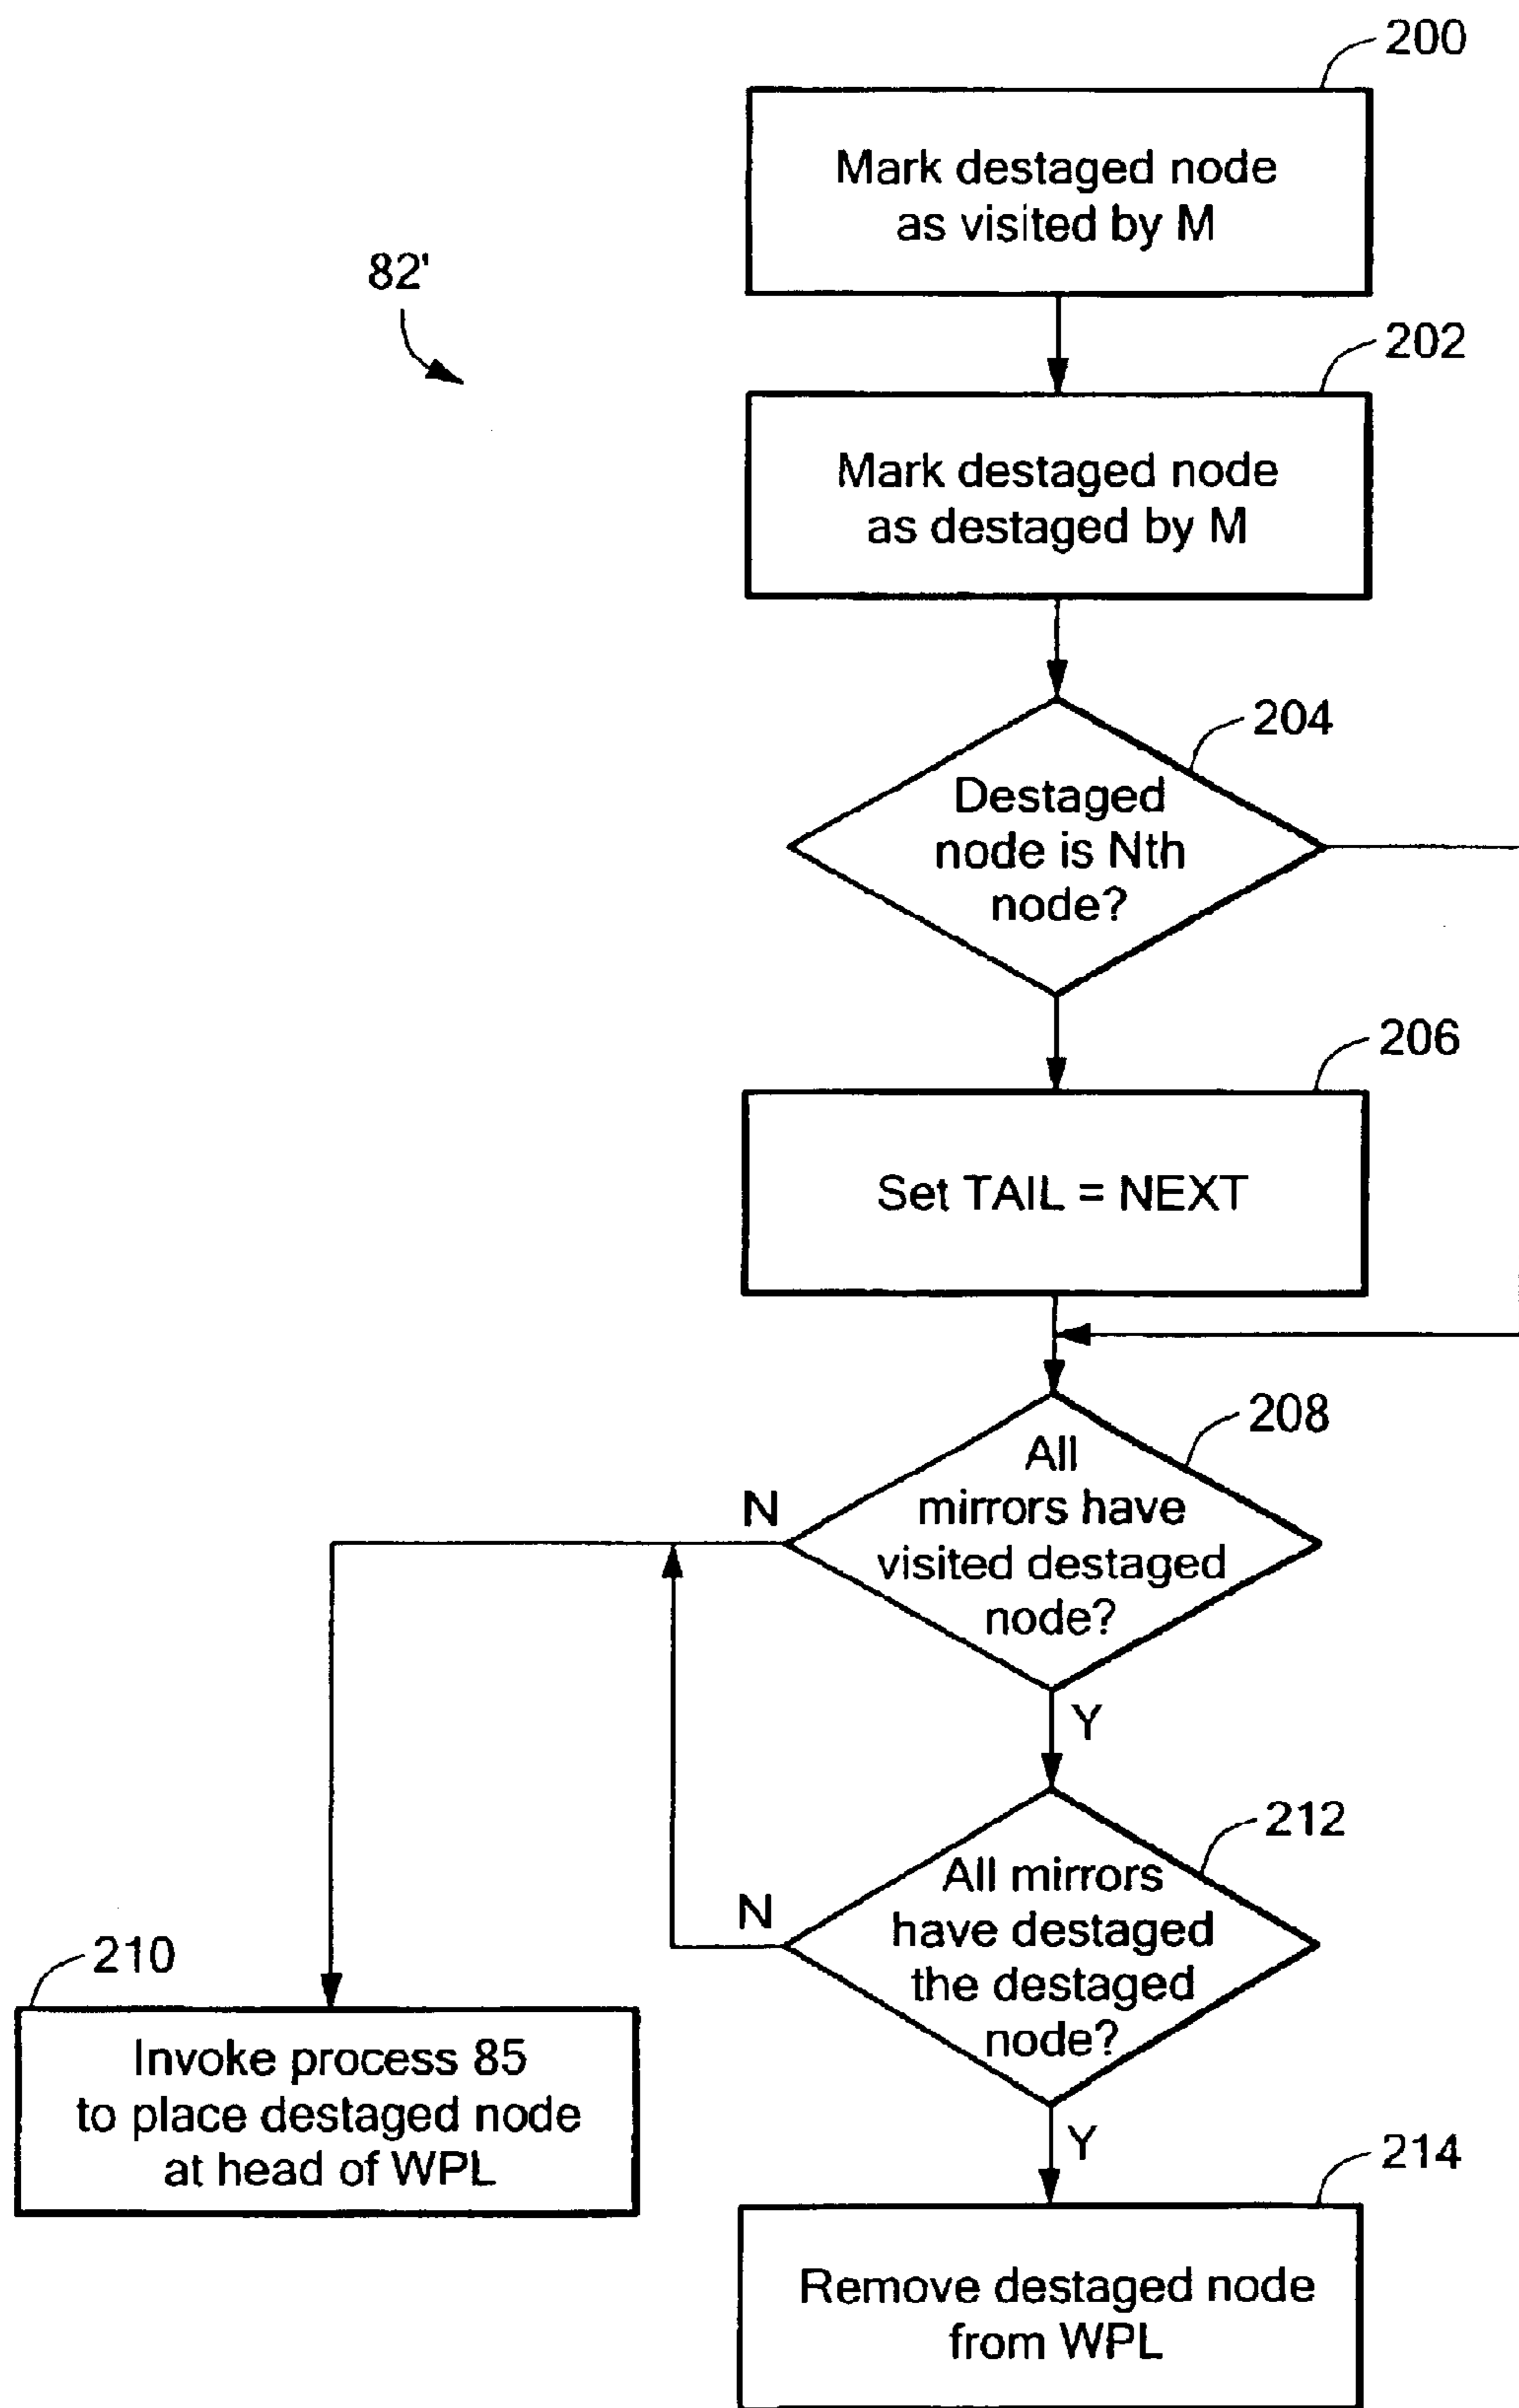 200
Mark destaged node
as visited by M
82'
202
Mark destaged node
as destaged by M
204
Destaged
node is Nth
node?
206
Set TAIL = NEXT
208
All
mirrors have
visited destaged
node?
N
Y
212
All mirrors
have destaged
the destaged
node?
N
210
Invoke process 85
to place destaged node
at head of WPL
Y
214
Remove destaged node
from WPL